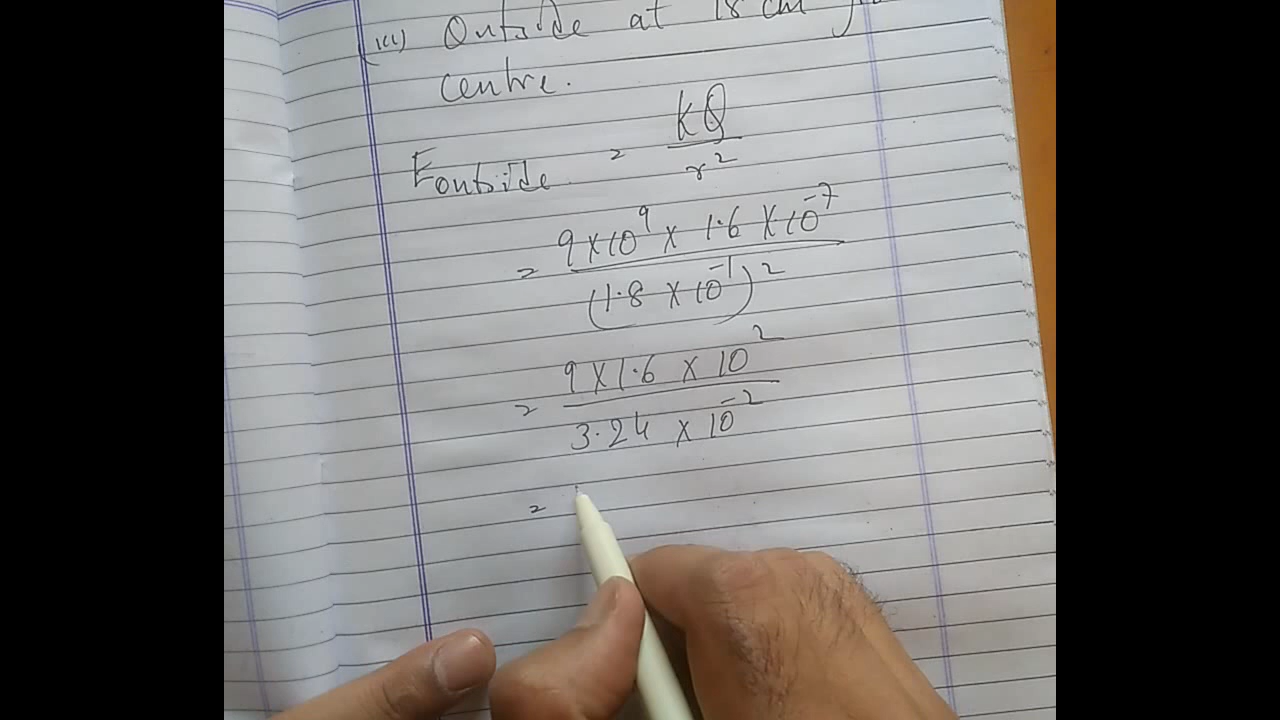 (iii) Outside at 18 cm
centre.
E outside = kQ / r²
= 9 × 10⁹ × 1.6 × 10⁻⁷ / (1.8 × 10⁻¹)²
= 9 × 1.6 × 10² / 3.24 × 10⁻²
=